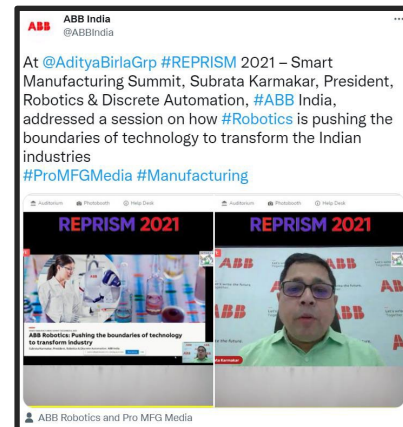 ABB
ABB India
@ABBIndia
At @AdityaBirlaGrp #REPRISM 2021 – Smart
Manufacturing Summit, Subrata Karmakar, President,
Robotics & Discrete Automation, #ABB India,
addressed a session on how #Robotics is pushing the
boundaries of technology to transform the Indian
industries
#ProMFGMedia #Manufacturing
Auditorium Photobooth Help Desk
REPRISM 2021
ABB Robotics: Pushing the boundaries of technology
to transform industry
Auditorium Photobooth Help Desk
REPRISM 2021
ABB
ABB
ABB
Karmakar
ABB Robotics and Pro MFG Media